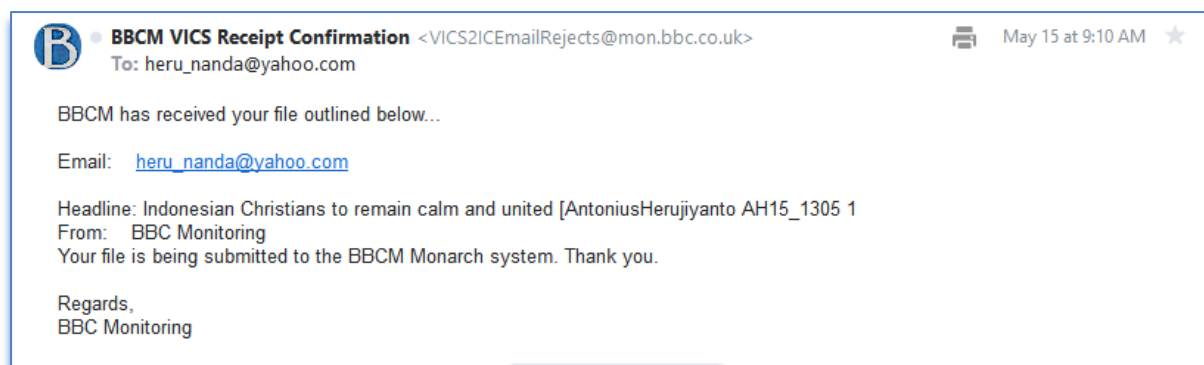 B
BBCM VICS Receipt Confirmation <VICS2ICEmailRejects@mon.bbc.co.uk> May 15 at 9:10 AM
To: heru_nanda@yahoo.com
BBCM has received your file outlined below...
Email: heru_nanda@yahoo.com
Headline: Indonesian Christians to remain calm and united [AntoniusHerujiyanto AH15_1305 1
From: BBC Monitoring
Your file is being submitted to the BBCM Monarch system. Thank you.
Regards,
BBC Monitoring